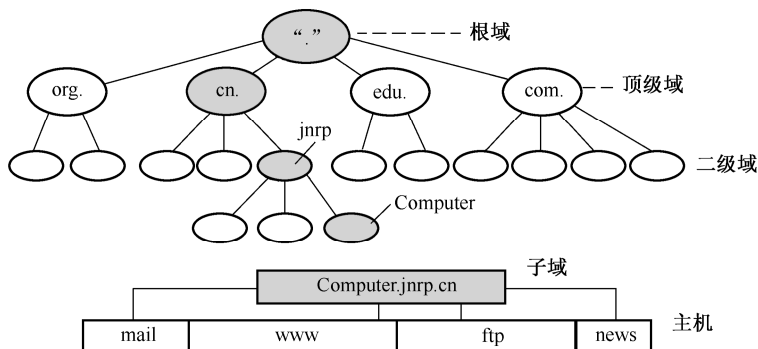 “.” 根域
org. cn. edu. com. 顶级域
jnrp
二级域
Computer
子域
Computer.jnrp.cn
主机
mail www ftp news